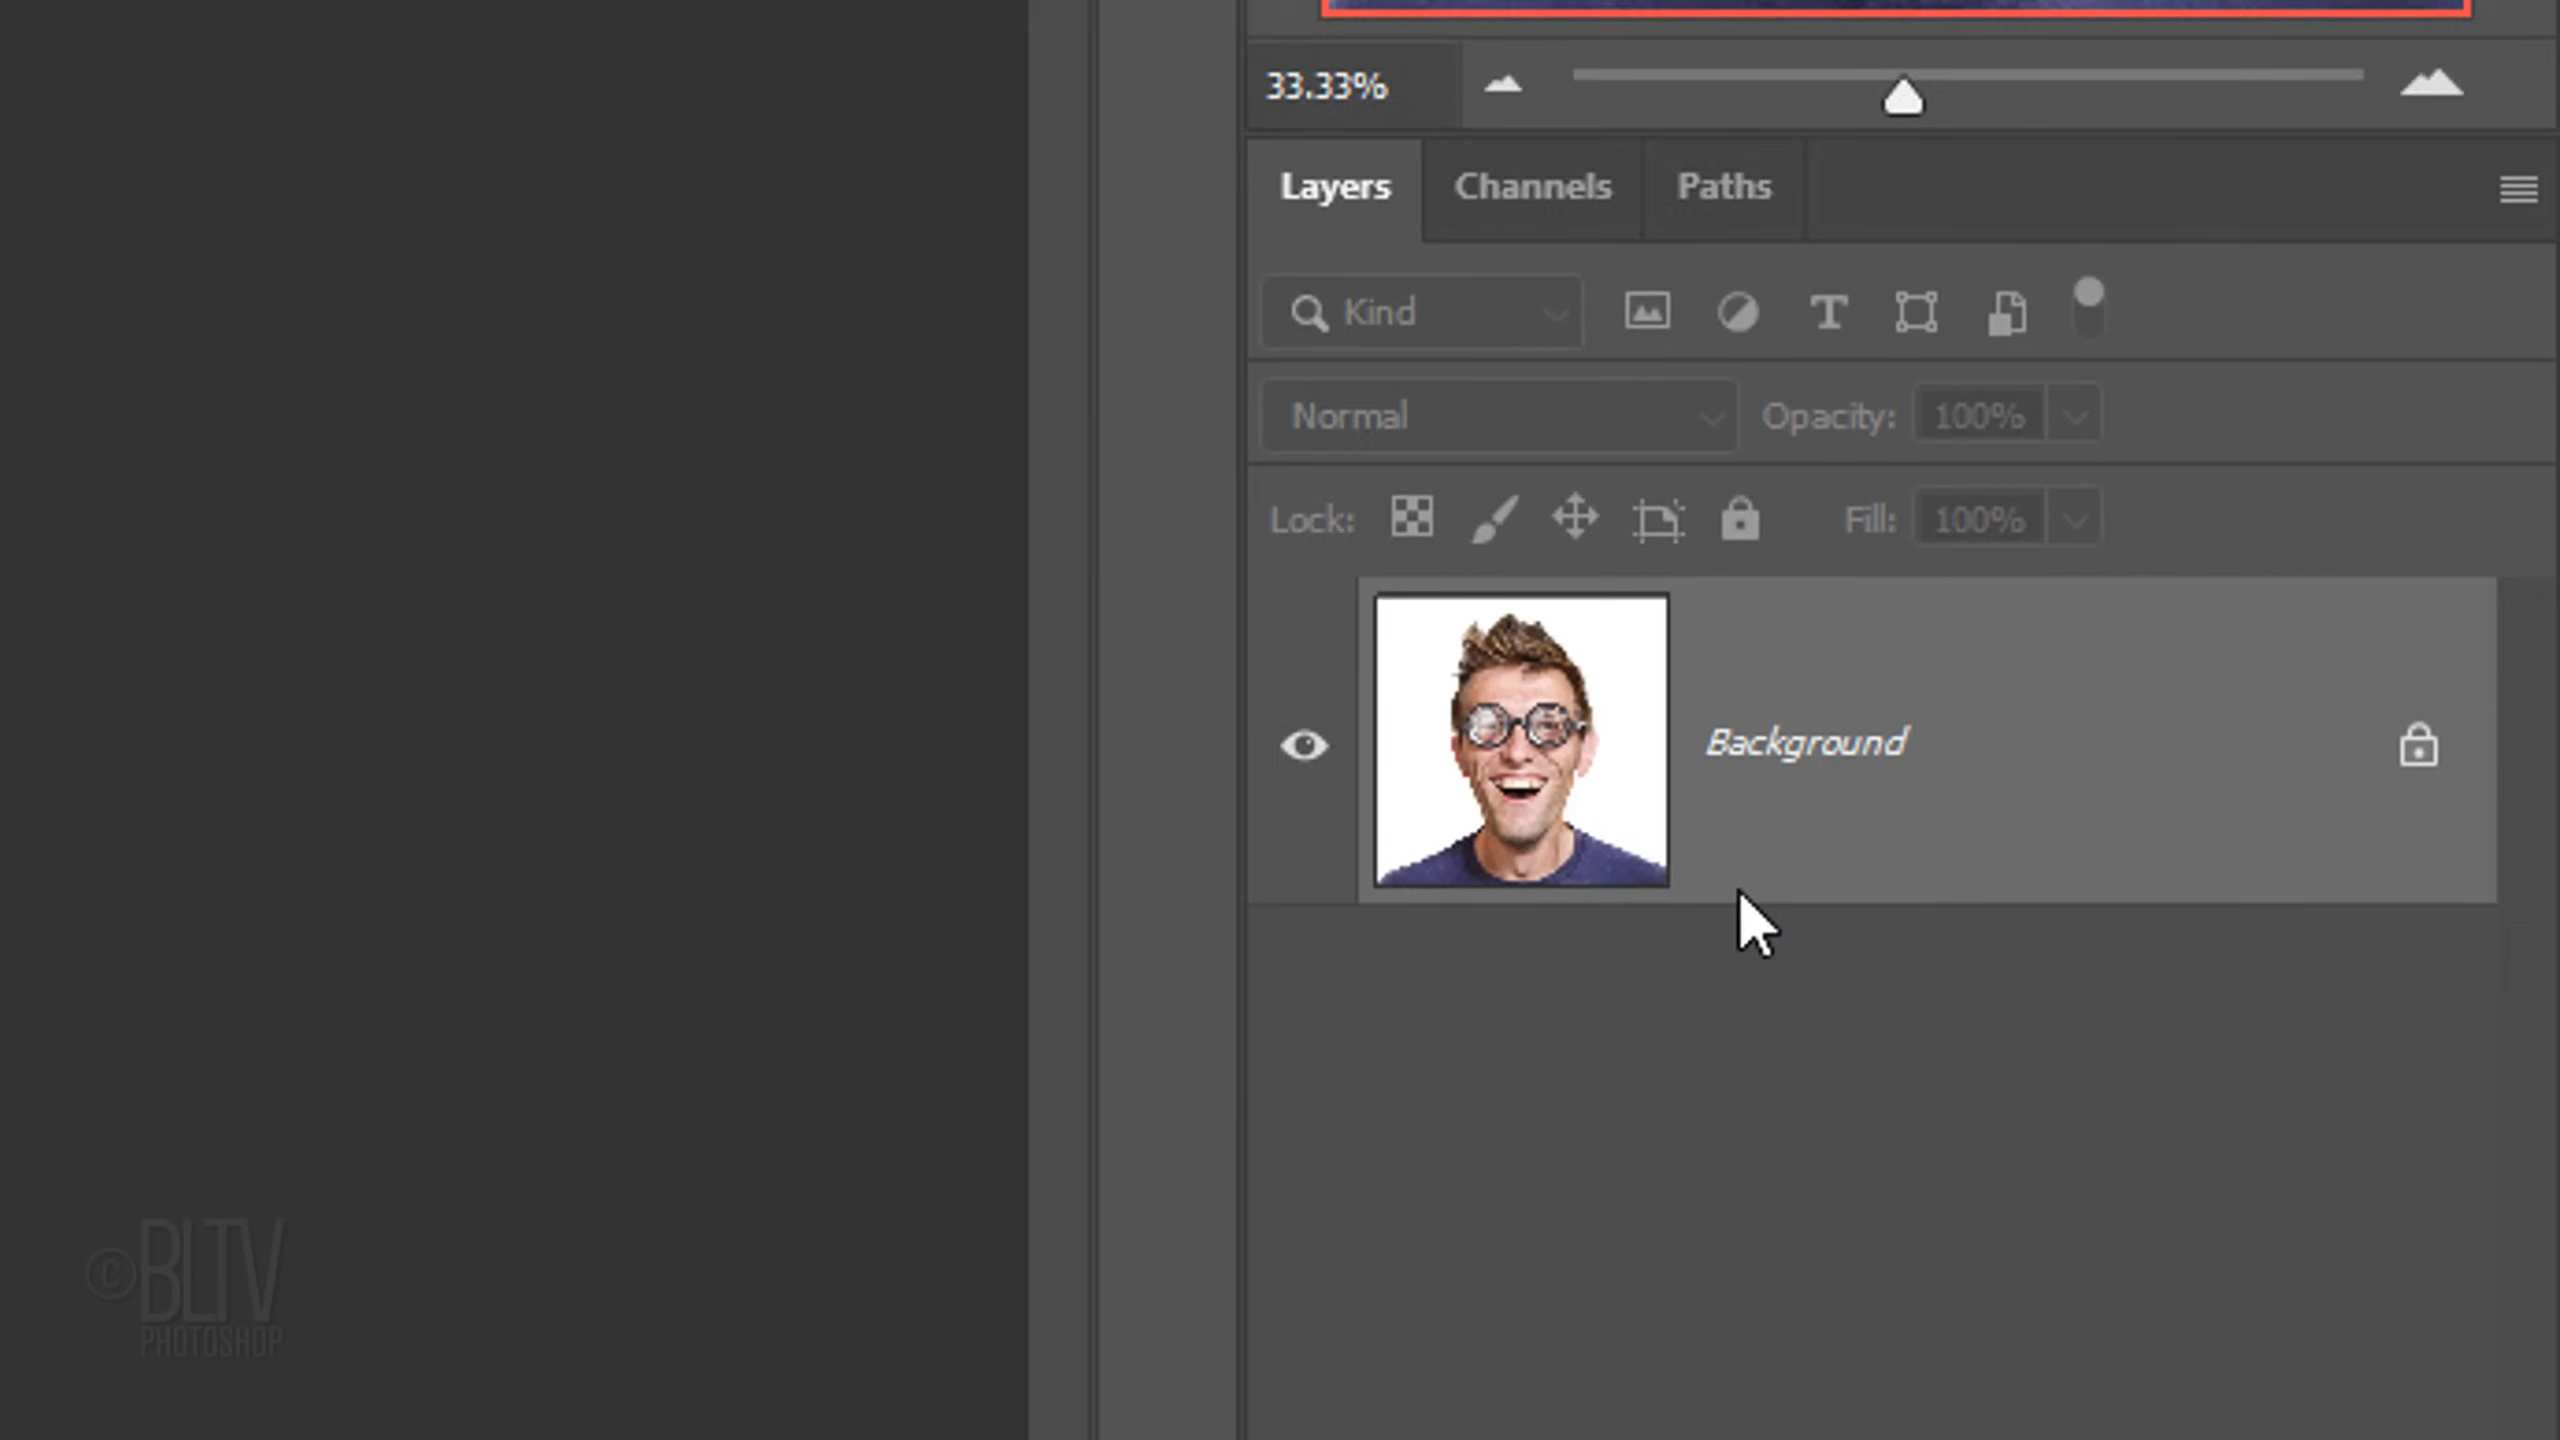 33.33%
Layers Channels Paths
Kind
Normal Opacity: 100%
Lock: Fill: 100%
Background
©BLTV
PHOTOSHOP